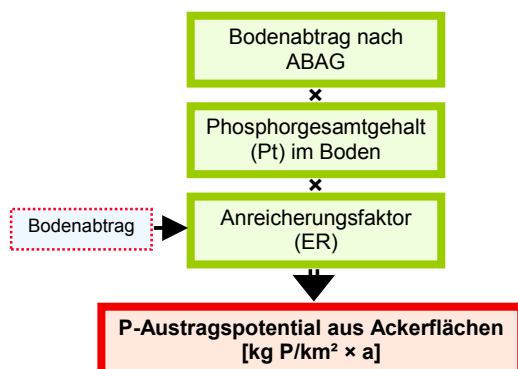 Bodenabtrag nach
ABAG
×
Phosphorgesamtgehalt
(Pt) im Boden
×
Bodenabtrag
Anreicherungsfaktor
(ER)
P-Austragspotential aus Ackerflächen
[kg P/km² × a]